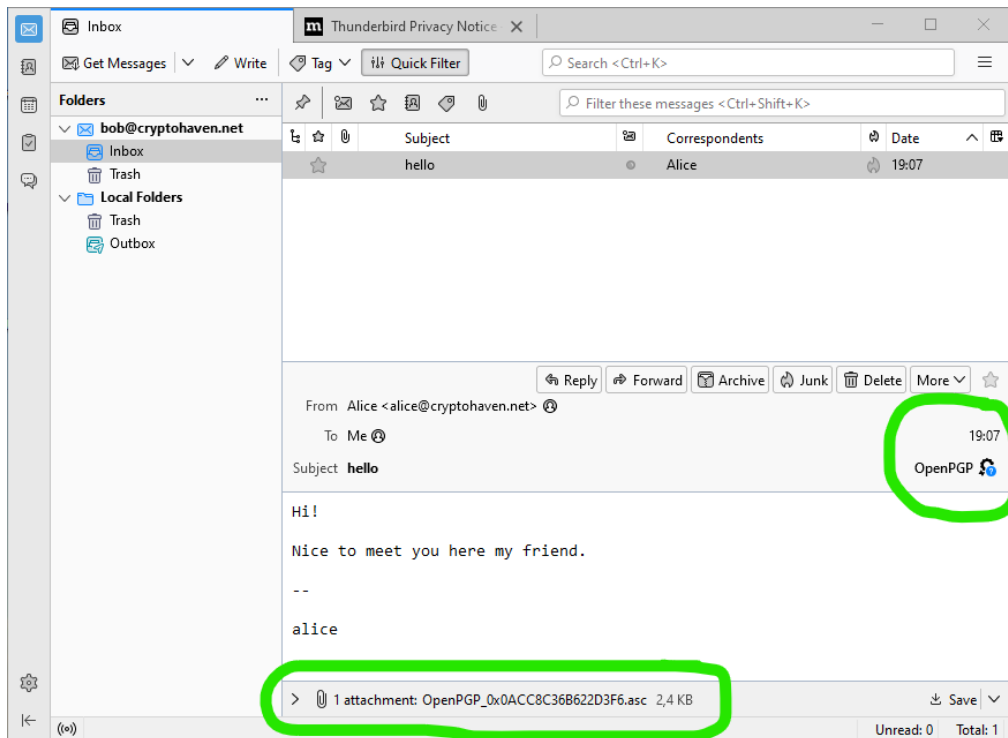 Inbox
m Thunderbird Privacy Notice
Get Messages
Write
Tag
Quick Filter
Search <Ctrl+K>
Folders
...
Filter these messages <Ctrl+Shift+K>
bob@cryptohaven.net
Inbox
Trash
Local Folders
Trash
Outbox
Subject Correspondents Date
hello Alice 19:07
Reply Forward Archive Junk Delete More
From Alice <alice@cryptohaven.net>
To Me 19:07
Subject hello OpenPGP
Hi!
Nice to meet you here my friend.
--
alice
1 attachment: OpenPGP_0x0ACC8C36B622D3F6.asc 2,4 KB Save
Unread: 0 Total: 1